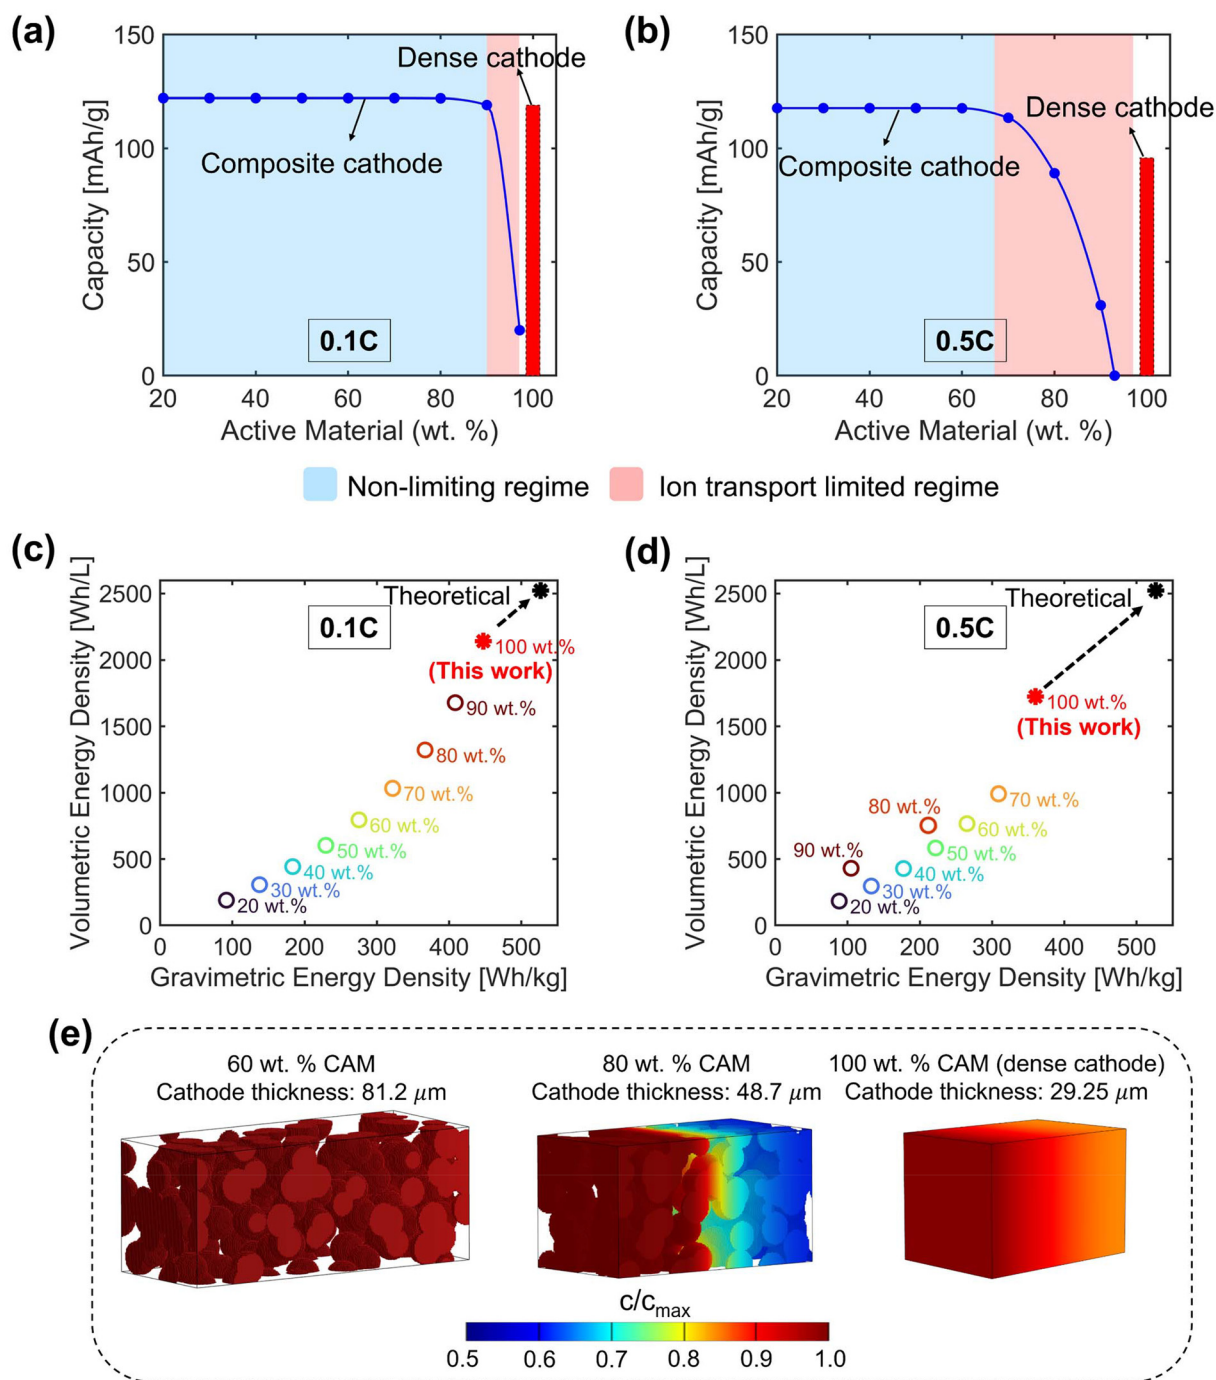 (a)
150
100
50
0
Capacity [mAh/g]
Dense cathode
Composite cathode
0.1C
20 40 60 80 100
Active Material (wt. %)
(b)
150
100
50
0
Capacity [mAh/g]
Dense cathode
Composite cathode
0.5C
20 40 60 80 100
Active Material (wt. %)
Non-limiting regime
Ion transport limited regime
(c)
Volumetric Energy Density [Wh/L]
2500
2000
1500
1000
500
0
Theoretical
0.1C
100 wt.%
(This work)
90 wt.%
80 wt.%
70 wt.%
60 wt.%
50 wt.%
40 wt.%
30 wt.%
20 wt.%
0 100 200 300 400 500
Gravimetric Energy Density [Wh/kg]
(d)
Volumetric Energy Density [Wh/L]
2500
2000
1500
1000
500
0
Theoretical
0.5C
100 wt.%
(This work)
70 wt.%
80 wt.%
60 wt.%
90 wt.%
50 wt.%
40 wt.%
30 wt.%
20 wt.%
0 100 200 300 400 500
Gravimetric Energy Density [Wh/kg]
(e)
60 wt. % CAM
Cathode thickness: 81.2 μm
80 wt. % CAM
Cathode thickness: 48.7 μm
100 wt. % CAM (dense cathode)
Cathode thickness: 29.25 μm
c/cmax
0.5 0.6 0.7 0.8 0.9 1.0